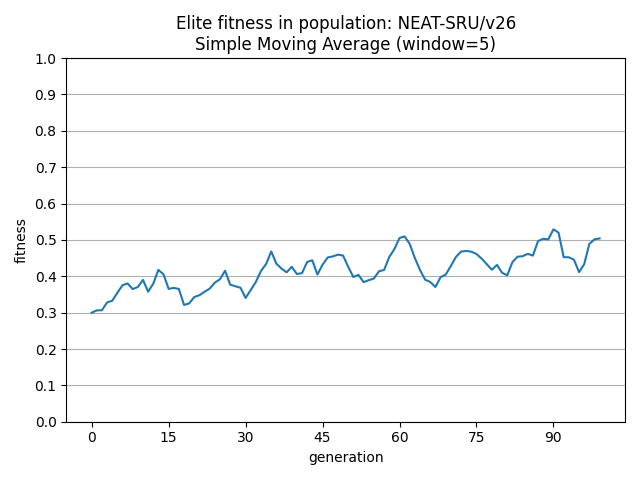 Elite fitness in population: NEAT-SRU/v26
Simple Moving Average (window=5)
1.0
0.9
0.8
0.7
0.6
0.5
0.4
0.3
0.2
0.1
0.0
fitness
0 15 30 45 60 75 90
generation